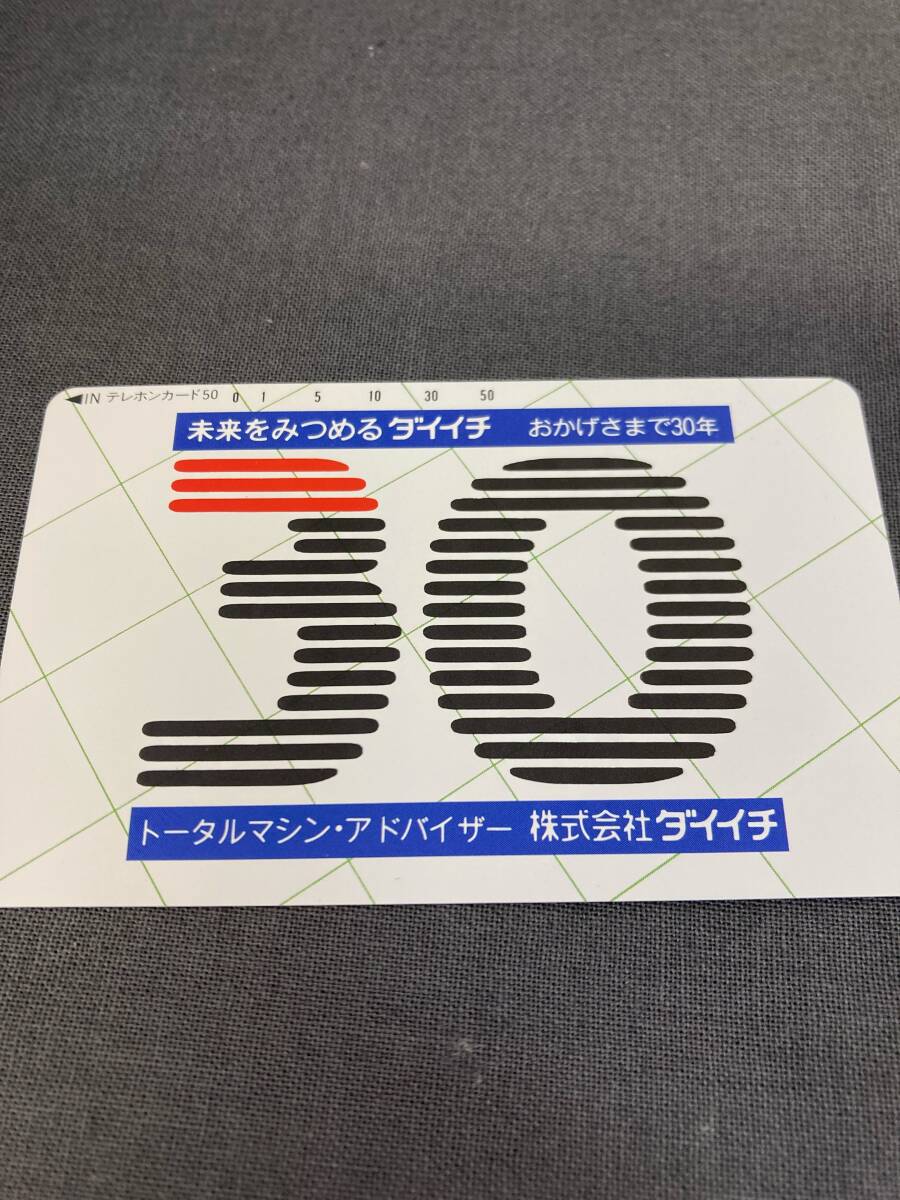 ◀IN テレホンカード50 0 1 5 10 30 50
未来をみつめるダイイチ おかげさまで30年
30
トータルマシン・アドバイザー 株式会社ダイイチ